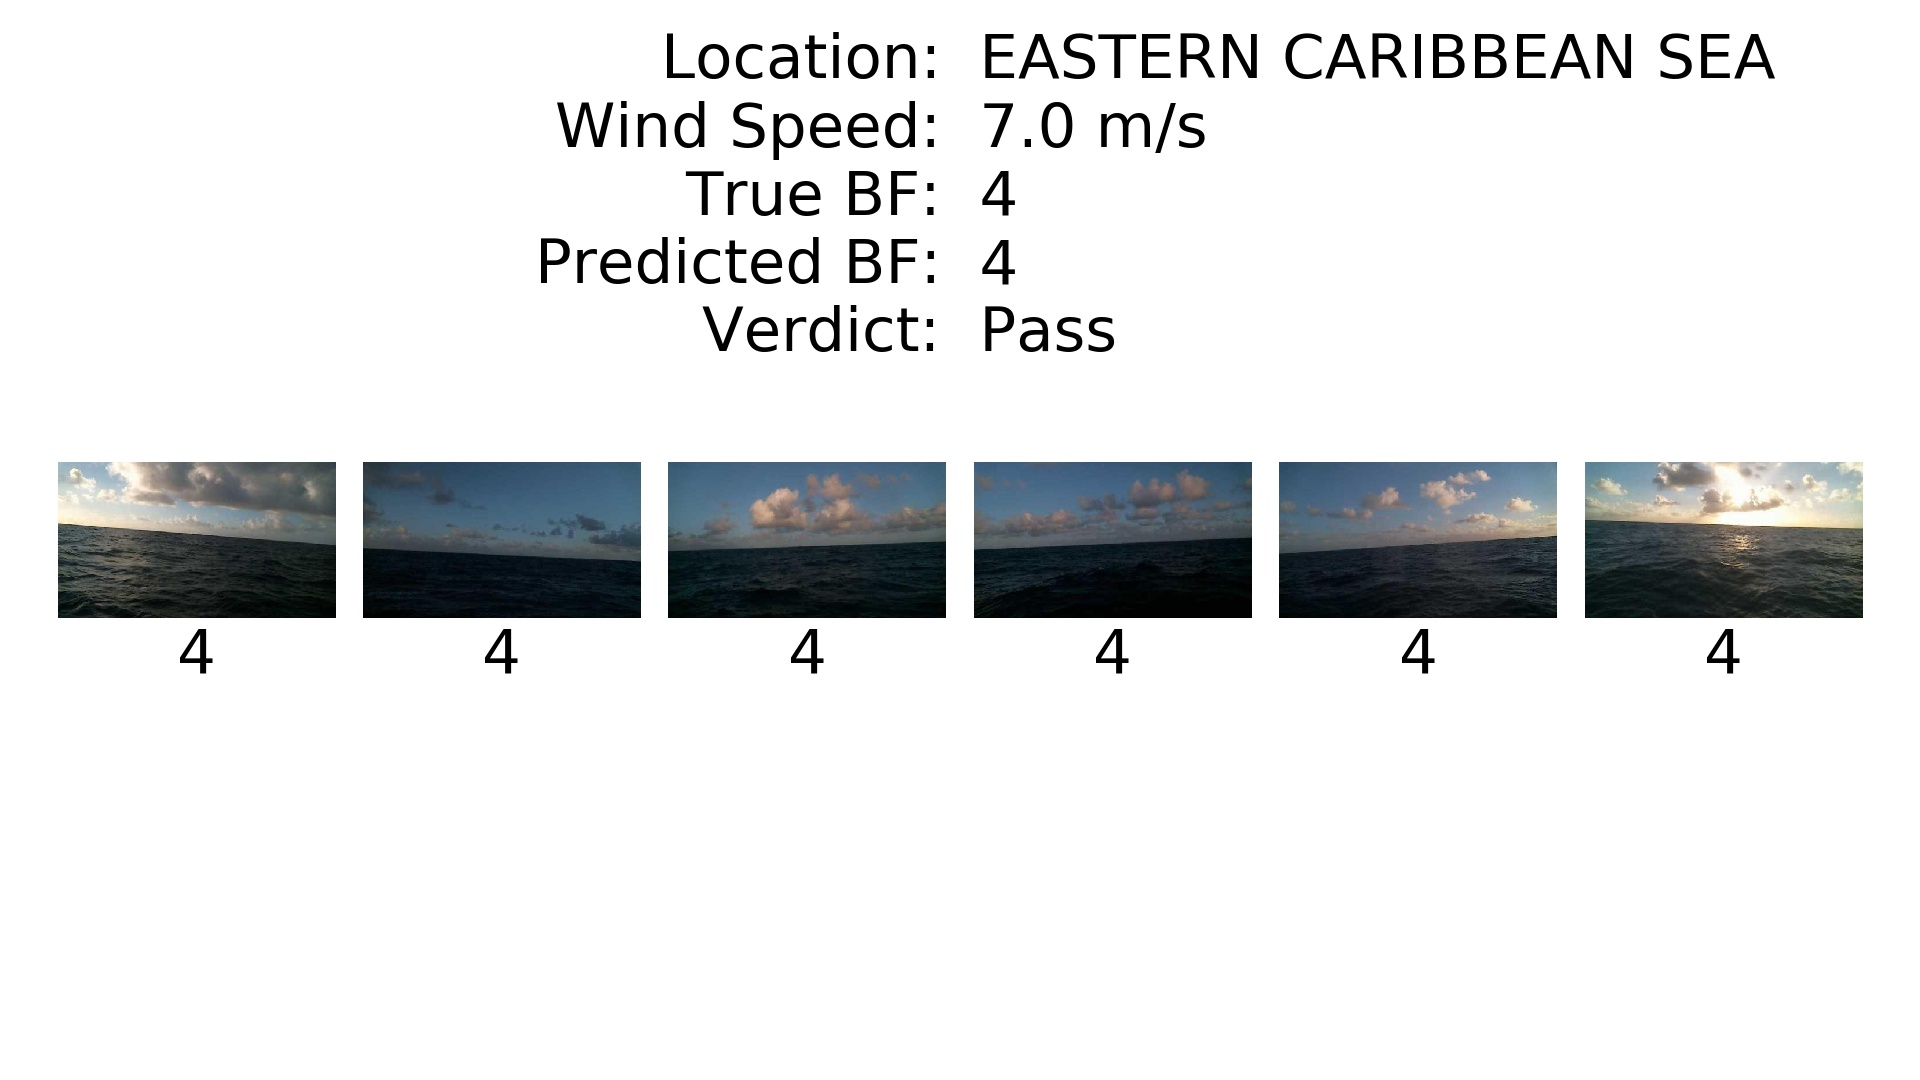 Location: EASTERN CARIBBEAN SEA
Wind Speed: 7.0 m/s
True BF: 4
Predicted BF: 4
Verdict: Pass
4 4 4 4 4 4